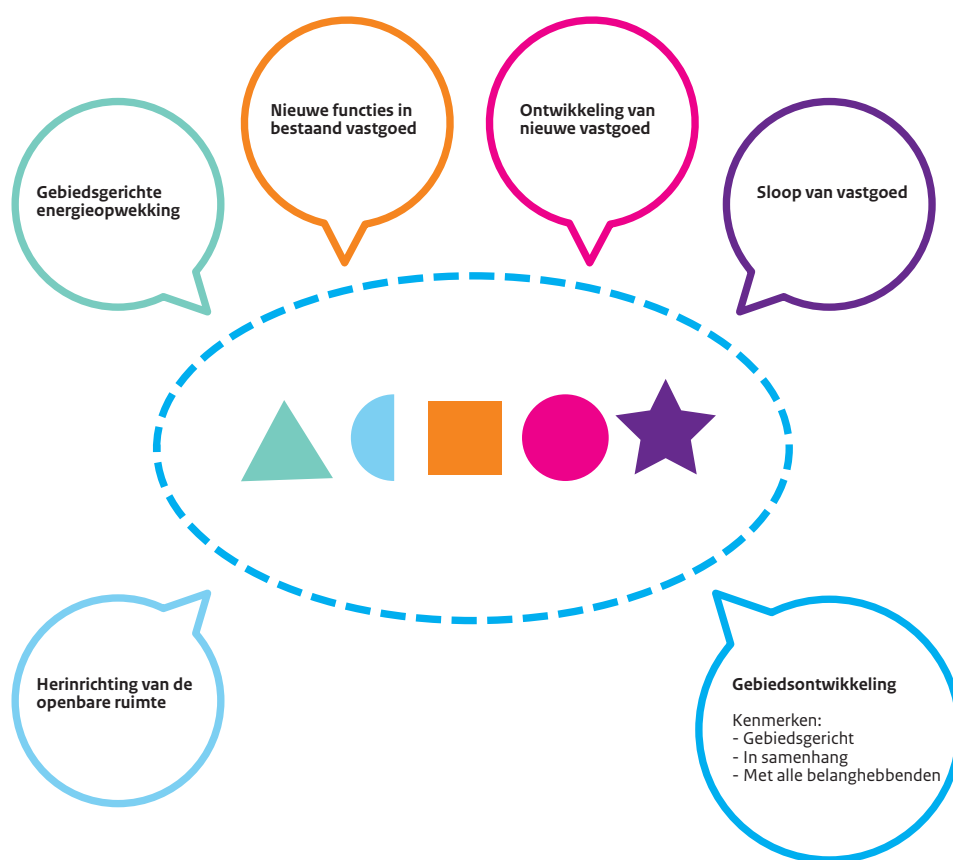 Nieuwe functies in
bestaand vastgoed
Ontwikkeling van
nieuwe vastgoed
Gebiedsgerichte
energieopwekking
Sloop van vastgoed
Herinrichting van de
openbare ruimte
Gebiedsontwikkeling
Kenmerken:
- Gebiedsgericht
- In samenhang
- Met alle belanghebbenden